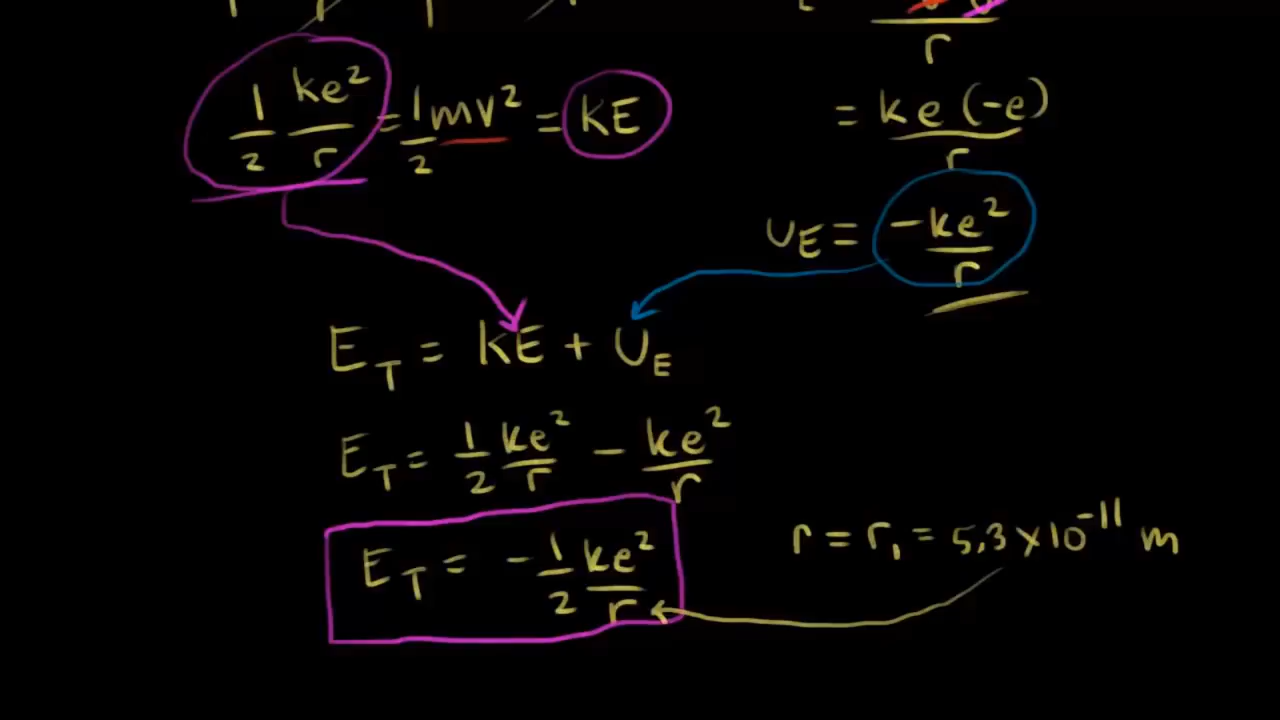 r
1/2 ke²/r = 1/2 mv² = KE
= ke(-e)/r
U_E = -ke²/r
E_T = KE + U_E
E_T = 1/2 ke²/r - ke²/r
E_T = -1/2 ke²/r
r = r₁ = 5.3 x 10⁻¹¹ m